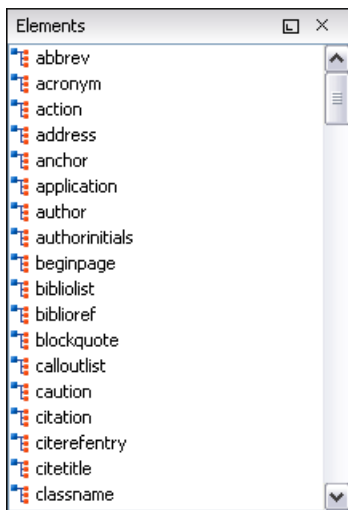 Elements
abbrev
acronym
action
address
anchor
application
author
authorinitials
beginpage
bibliolist
biblioref
blockquote
calloutlist
caution
citation
citerefentry
citetitle
classname